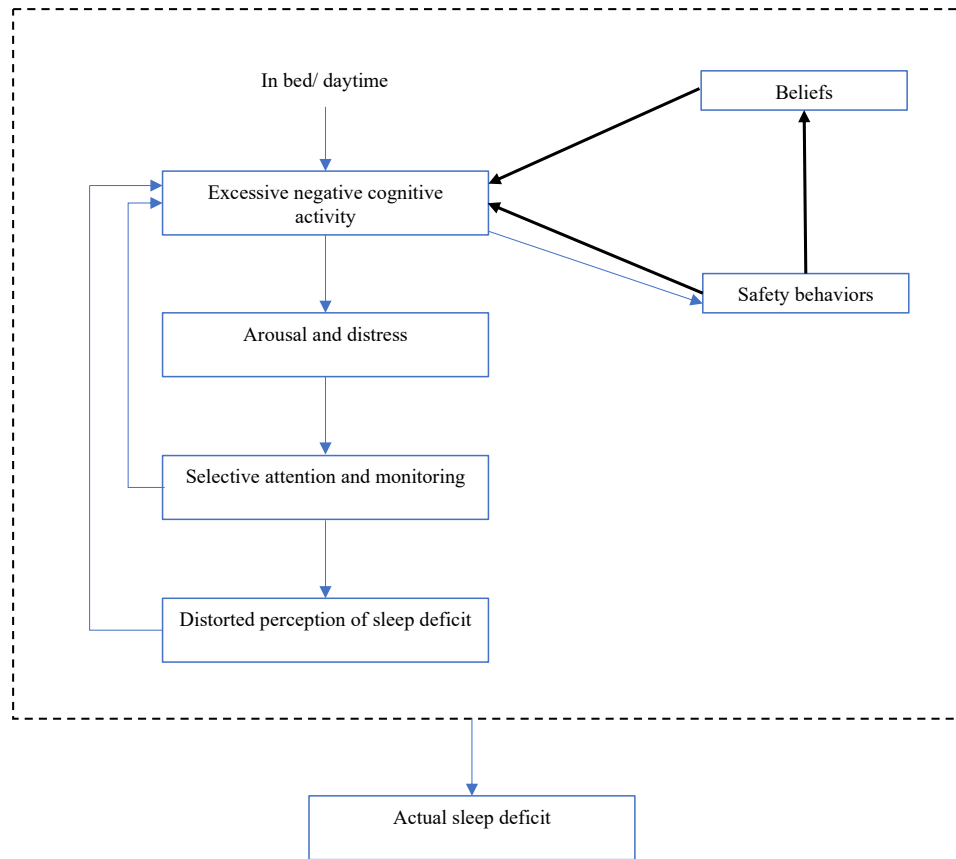 In bed/ daytime
Beliefs
Excessive negative cognitive
activity
Safety behaviors
Arousal and distress
Selective attention and monitoring
Distorted perception of sleep deficit
Actual sleep deficit